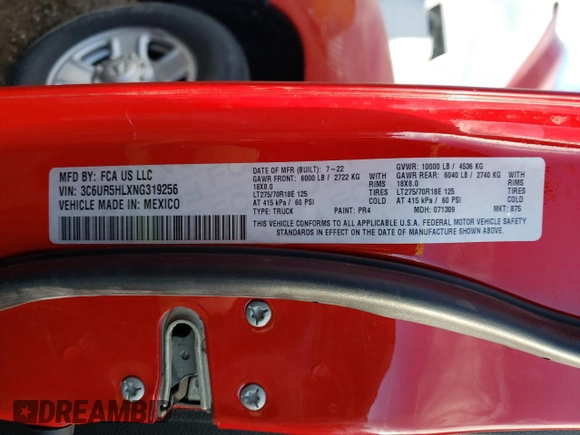 MFD BY: FCA US LLC
VIN: 3C6UR5HLXNG319256
VEHICLE MADE IN: MEXICO
DATE OF MFR (BUILT): 7-22
GVWR: 10000 LB / 4536 KG
GAWR FRONT: 6000 LB / 2722 KG WITH
GAWR REAR: 6040 LB / 2740 KG WITH
18X8.0 RIMS
18X8.0 RIMS
LT275/70R18E 125 TIRES
LT275/70R18E 125 TIRES
AT 415 kPa / 60 PSI COLD
AT 415 kPa / 60 PSI COLD
TYPE: TRUCK PAINT: PR4 MDH: 071309 MKT: 875
THIS VEHICLE CONFORMS TO ALL APPLICABLE U.S.A. FEDERAL MOTOR VEHICLE SAFETY
STANDARDS IN EFFECT ON THE DATE OF MANUFACTURE SHOWN ABOVE.
DREAMBID